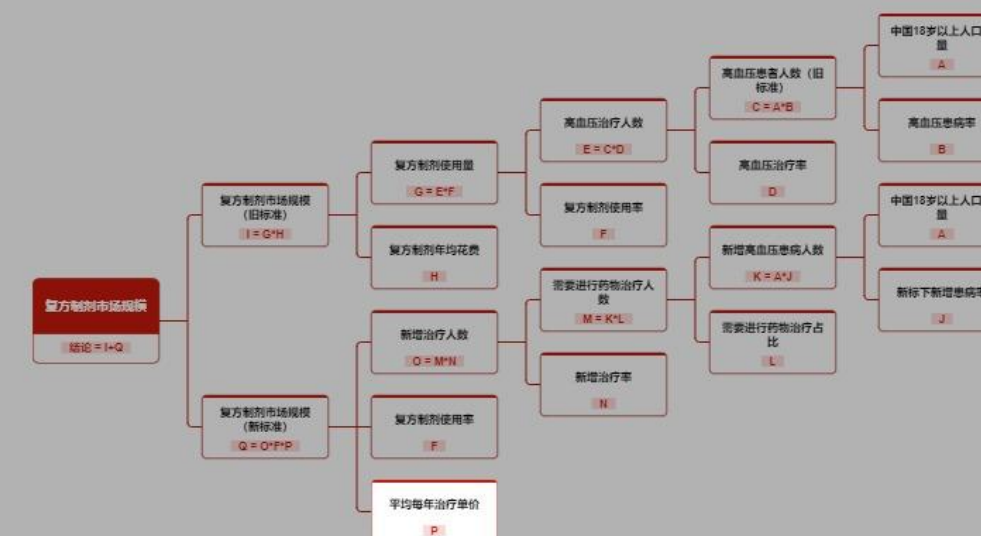 复方制剂市场规模
结论 = I+Q
复方制剂市场规模
(旧标准)
I = G*H
复方制剂使用量
G = E*F
高血压治疗人数
E = C*D
高血压患者人数 (旧
标准)
C = A*B
中国18岁以上人口
量
A
高血压患病率
B
高血压治疗率
D
复方制剂使用率
F
复方制剂年均花费
H
复方制剂市场规模
(新标准)
Q = O*F*P
新增治疗人数
O = M*N
需要进行药物治疗人
数
M = K*L
新增高血压患病人数
K = A*J
中国18岁以上人口
量
A
新标下新增患病率
J
需要进行药物治疗占
比
L
新增治疗率
N
复方制剂使用率
F
平均每年治疗单价
P